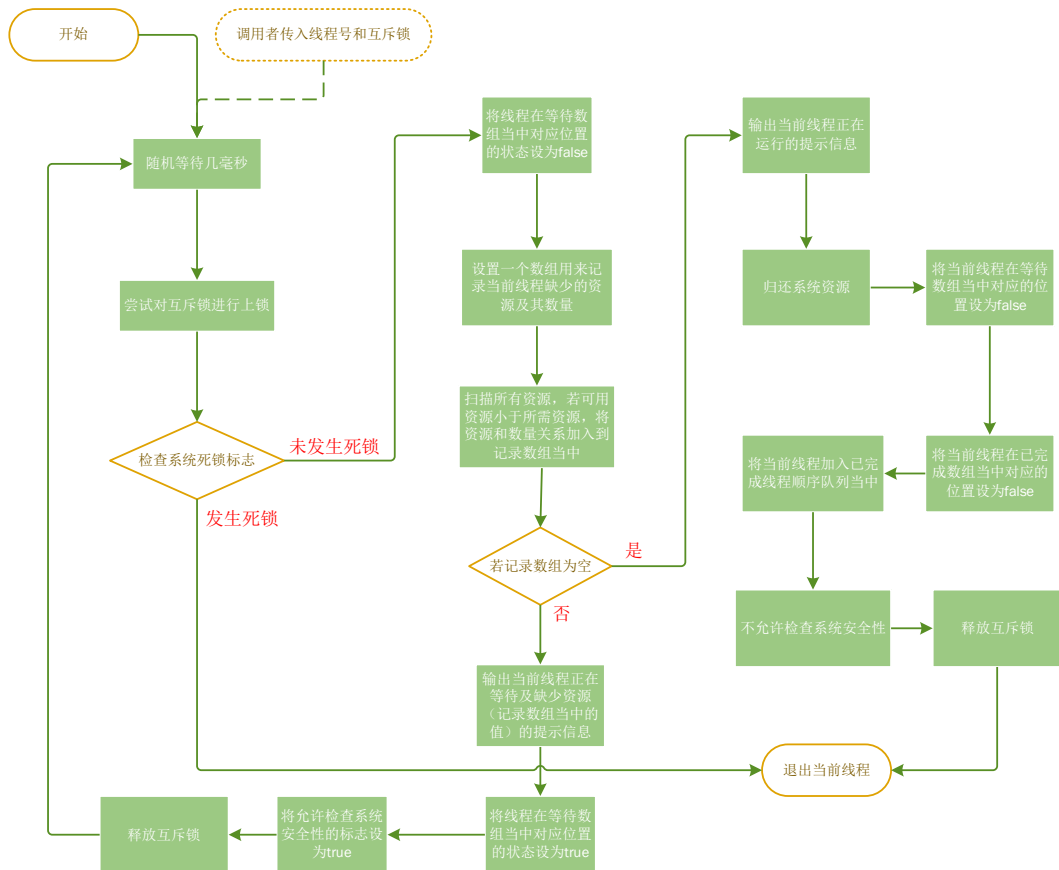 开始
调用者传入线程号和互斥锁
随机等待几毫秒
尝试对互斥锁进行上锁
检查系统死锁标志
未发生死锁
发生死锁
将线程在等待数
组当中对应位置
的状态设为false
设置一个数组用来记
录当前线程缺少的资
源及其数量
扫描所有资源，若可用
资源小于所需资源，将
资源和数量关系加入到
记录数组当中
若记录数组为空
是
否
输出当前线程正在
等待及缺少资源
（记录数组当中的
值）的提示信息
将线程在等待数
组当中对应位置
的状态设为true
将允许检查系统
安全性的标志设
为true
释放互斥锁
输出当前线程正在
运行的提示信息
归还系统资源
将当前线程在等待
数组当中对应的位
置设为false
将当前线程在已完
成数组当中对应的
位置设为false
将当前线程加入已完
成线程顺序队列当中
不允许检查系统安全性
释放互斥锁
退出当前线程